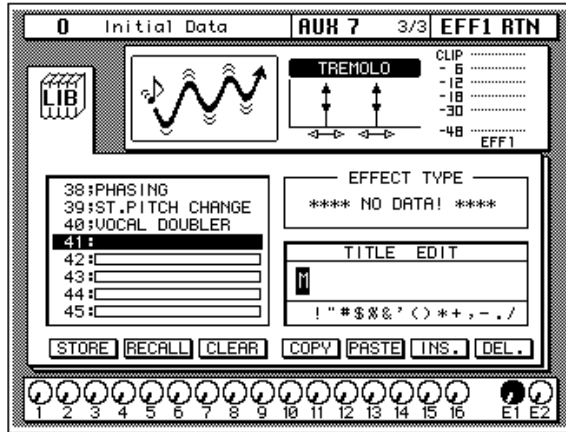 0 Initial Data AUX 7 3/3 EFF1 RTN
LIB
TREMOLO
CLIP
- 6
-12
-18
-30
-48
EFF1
38;PHASING
39:ST.PITCH CHANGE
40;VOCAL DOUBLER
41:
42:
43:
44:
45:
EFFECT TYPE
**** NO DATA! ****
TITLE EDIT
M
!"#$%&'()*+,-./
STORE RECALL CLEAR COPY PASTE INS. DEL.
1 2 3 4 5 6 7 8 9 10 11 12 13 14 15 16 E1 E2